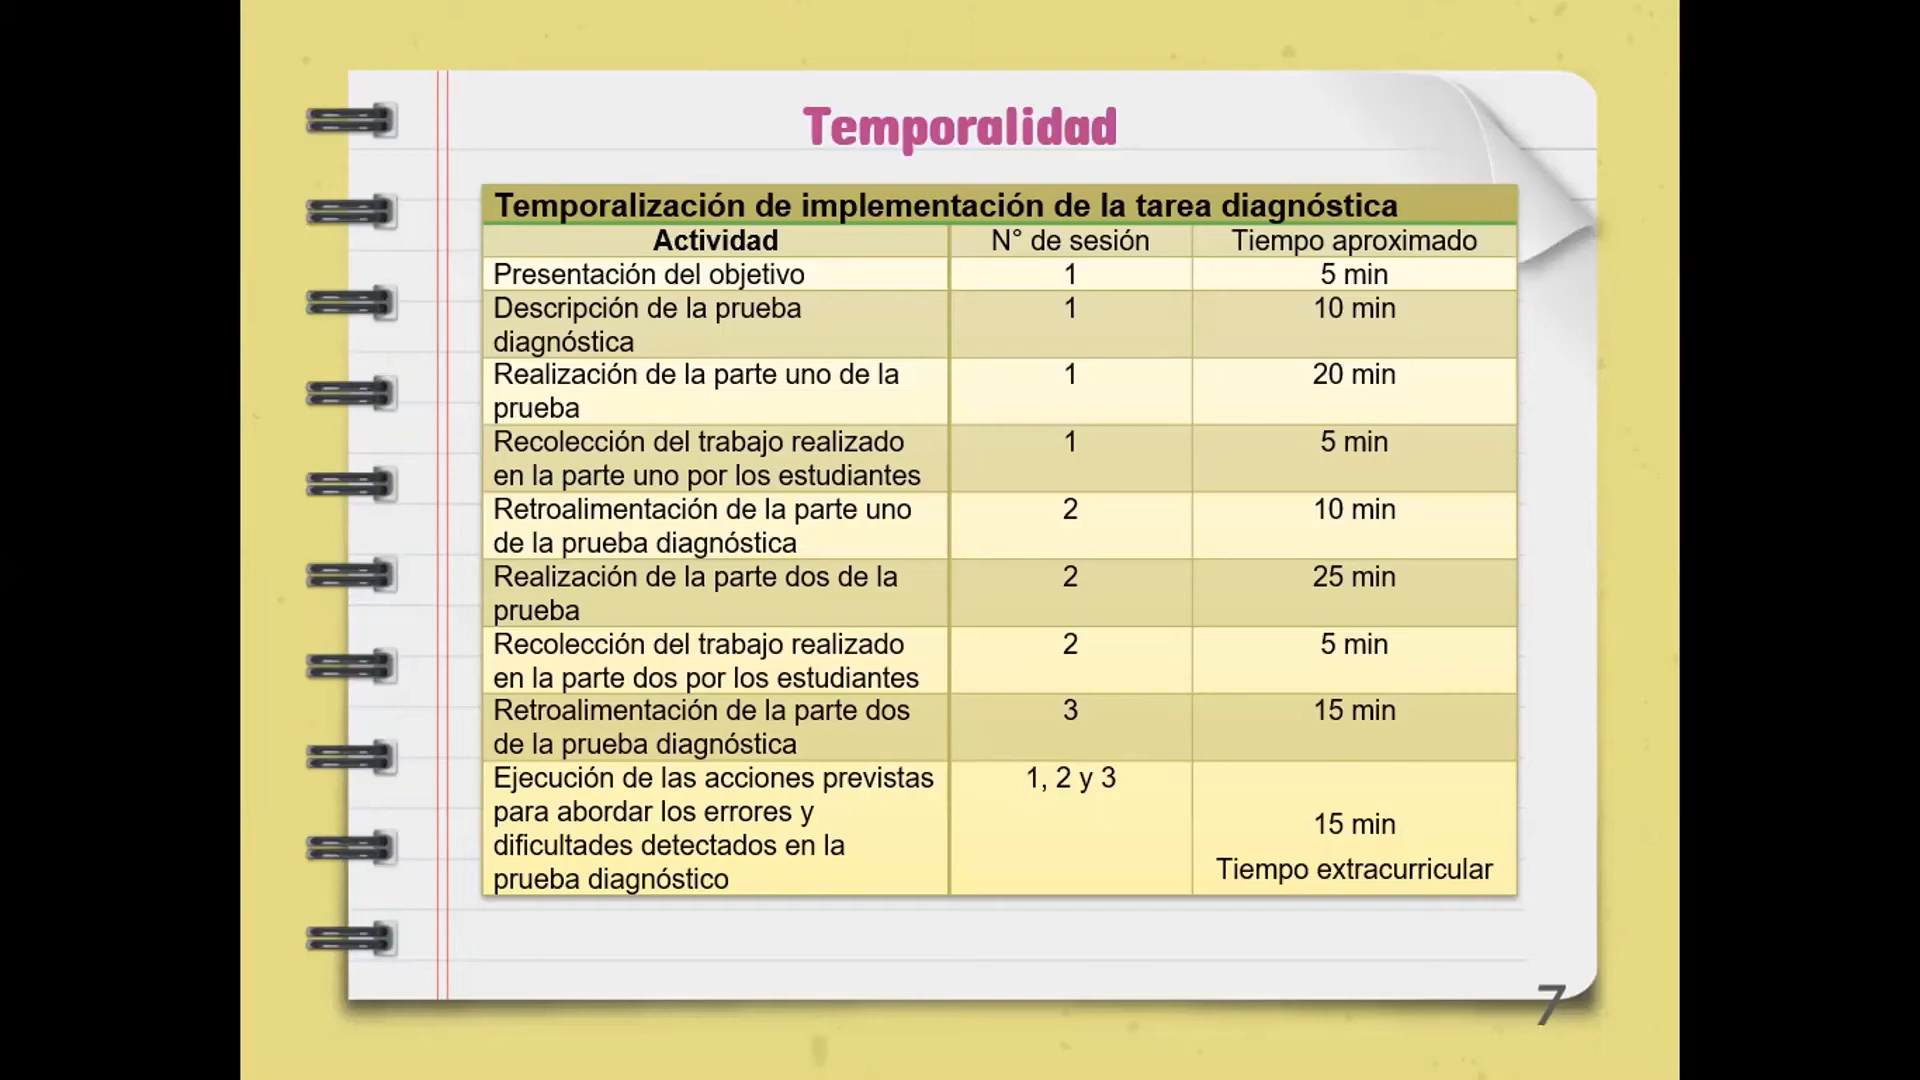 Temporalidad
Temporalización de implementación de la tarea diagnóstica
Actividad N° de sesión Tiempo aproximado
Presentación del objetivo 1 5 min
Descripción de la prueba 1 10 min
diagnóstica
Realización de la parte uno de la 1 20 min
prueba
Recolección del trabajo realizado 1 5 min
en la parte uno por los estudiantes
Retroalimentación de la parte uno 2 10 min
de la prueba diagnóstica
Realización de la parte dos de la 2 25 min
prueba
Recolección del trabajo realizado 2 5 min
en la parte dos por los estudiantes
Retroalimentación de la parte dos 3 15 min
de la prueba diagnóstica
Ejecución de las acciones previstas 1, 2 y 3
para abordar los errores y 15 min
dificultades detectados en la
prueba diagnóstico Tiempo extracurricular
7